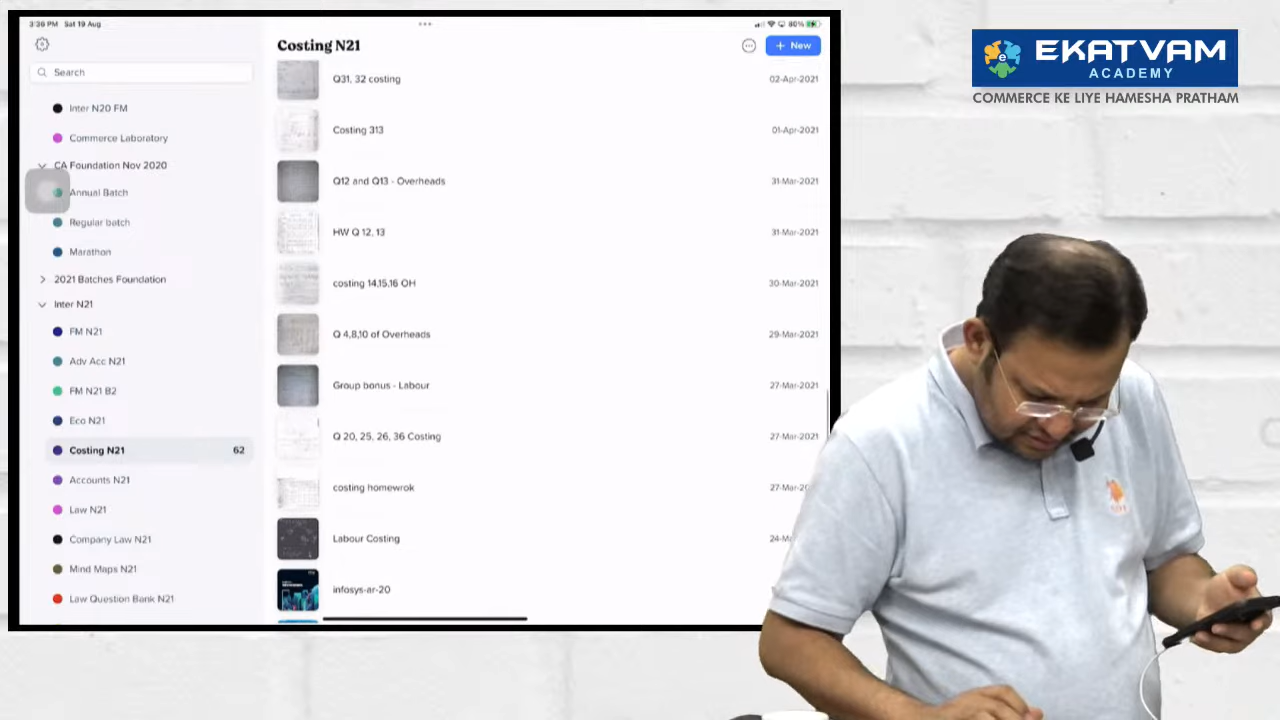 3:36 PM Sat 19 Aug
80%
Search
Inter N20 FM
Commerce Laboratory
CA Foundation Nov 2020
Annual Batch
Regular batch
Marathon
2021 Batches Foundation
Inter N21
FM N21
Adv Acc N21
FM N21 B2
Eco N21
Costing N21 62
Accounts N21
Law N21
Company Law N21
Mind Maps N21
Law Question Bank N21
Costing N21
+ New
Q31, 32 costing 02-Apr-2021
Costing 313 01-Apr-2021
Q12 and Q13 - Overheads 31-Mar-2021
HW Q 12, 13 31-Mar-2021
costing 14,15,16 OH 30-Mar-2021
Q 4,8,10 of Overheads 29-Mar-2021
Group bonus - Labour 27-Mar-2021
Q 20, 25, 26, 36 Costing 27-Mar-2021
costing homewrok 27-Mar-20
Labour Costing 24-M
infosys-ar-20
EKATVAM
ACADEMY
COMMERCE KE LIYE HAMESHA PRATHAM